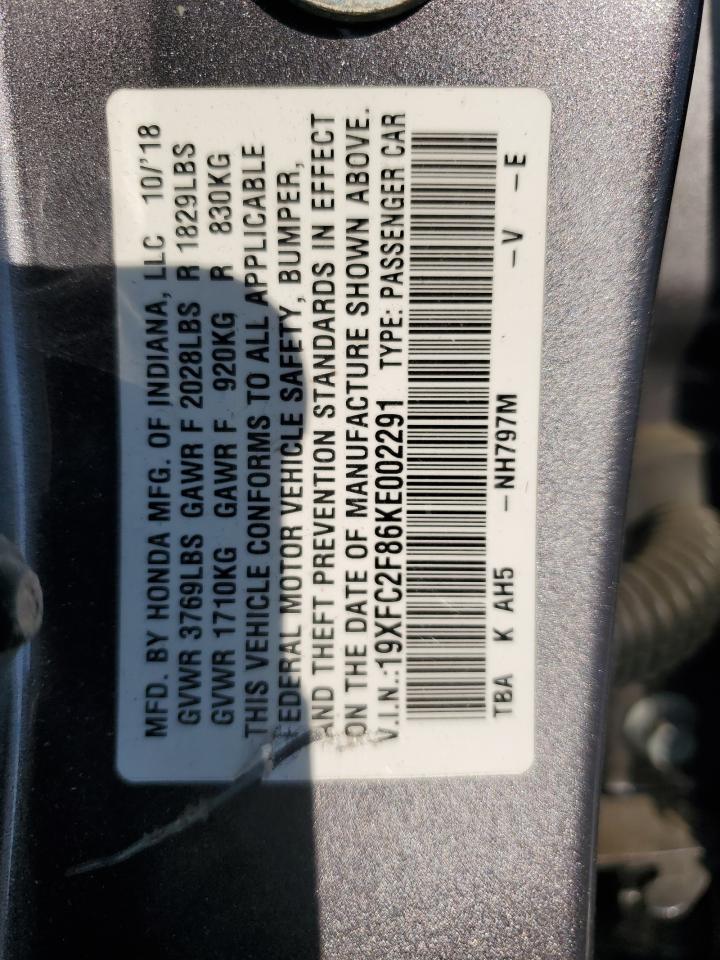 MFD. BY HONDA MFG. OF INDIANA, LLC 10/'18
GVWR 3769LBS GAWR F 2028LBS R 1829LBS
GVWR 1710KG GAWR F 920KG R 830KG
THIS VEHICLE CONFORMS TO ALL APPLICABLE
FEDERAL MOTOR VEHICLE SAFETY, BUMPER,
AND THEFT PREVENTION STANDARDS IN EFFECT
ON THE DATE OF MANUFACTURE SHOWN ABOVE.
V.I.N.:19XFC2F86KE002291 TYPE: PASSENGER CAR
TBA K AH5 -NH797M -V -E